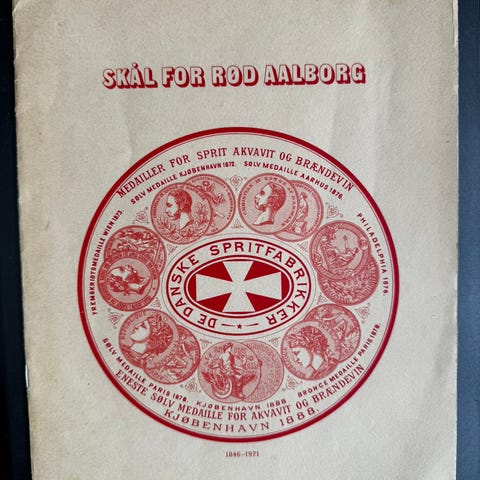 SKÅL FOR RØD AALBORG
MEDAILLER FOR SPRIT AKVAVIT OG BRÆNDEVIN
SØLV MEDAILLE KJØBENHAVN 1872. SØLV MEDAILLE AARHUS 1876.
FREMSKRIDTSMEDAILLE WIEN 1873.
PHILADELPHIA 1876.
DE DANSKE SPRITFABRIKKER
SØLV MEDAILLE PARIS 1878.
KJØBENHAVN 1888
BRONCE MEDAILLE PARIS 1878.
ENESTE SØLV MEDAILLE FOR AKVAVIT OG BRÆNDEVIN
KJØBENHAVN 1888.
1846-1971